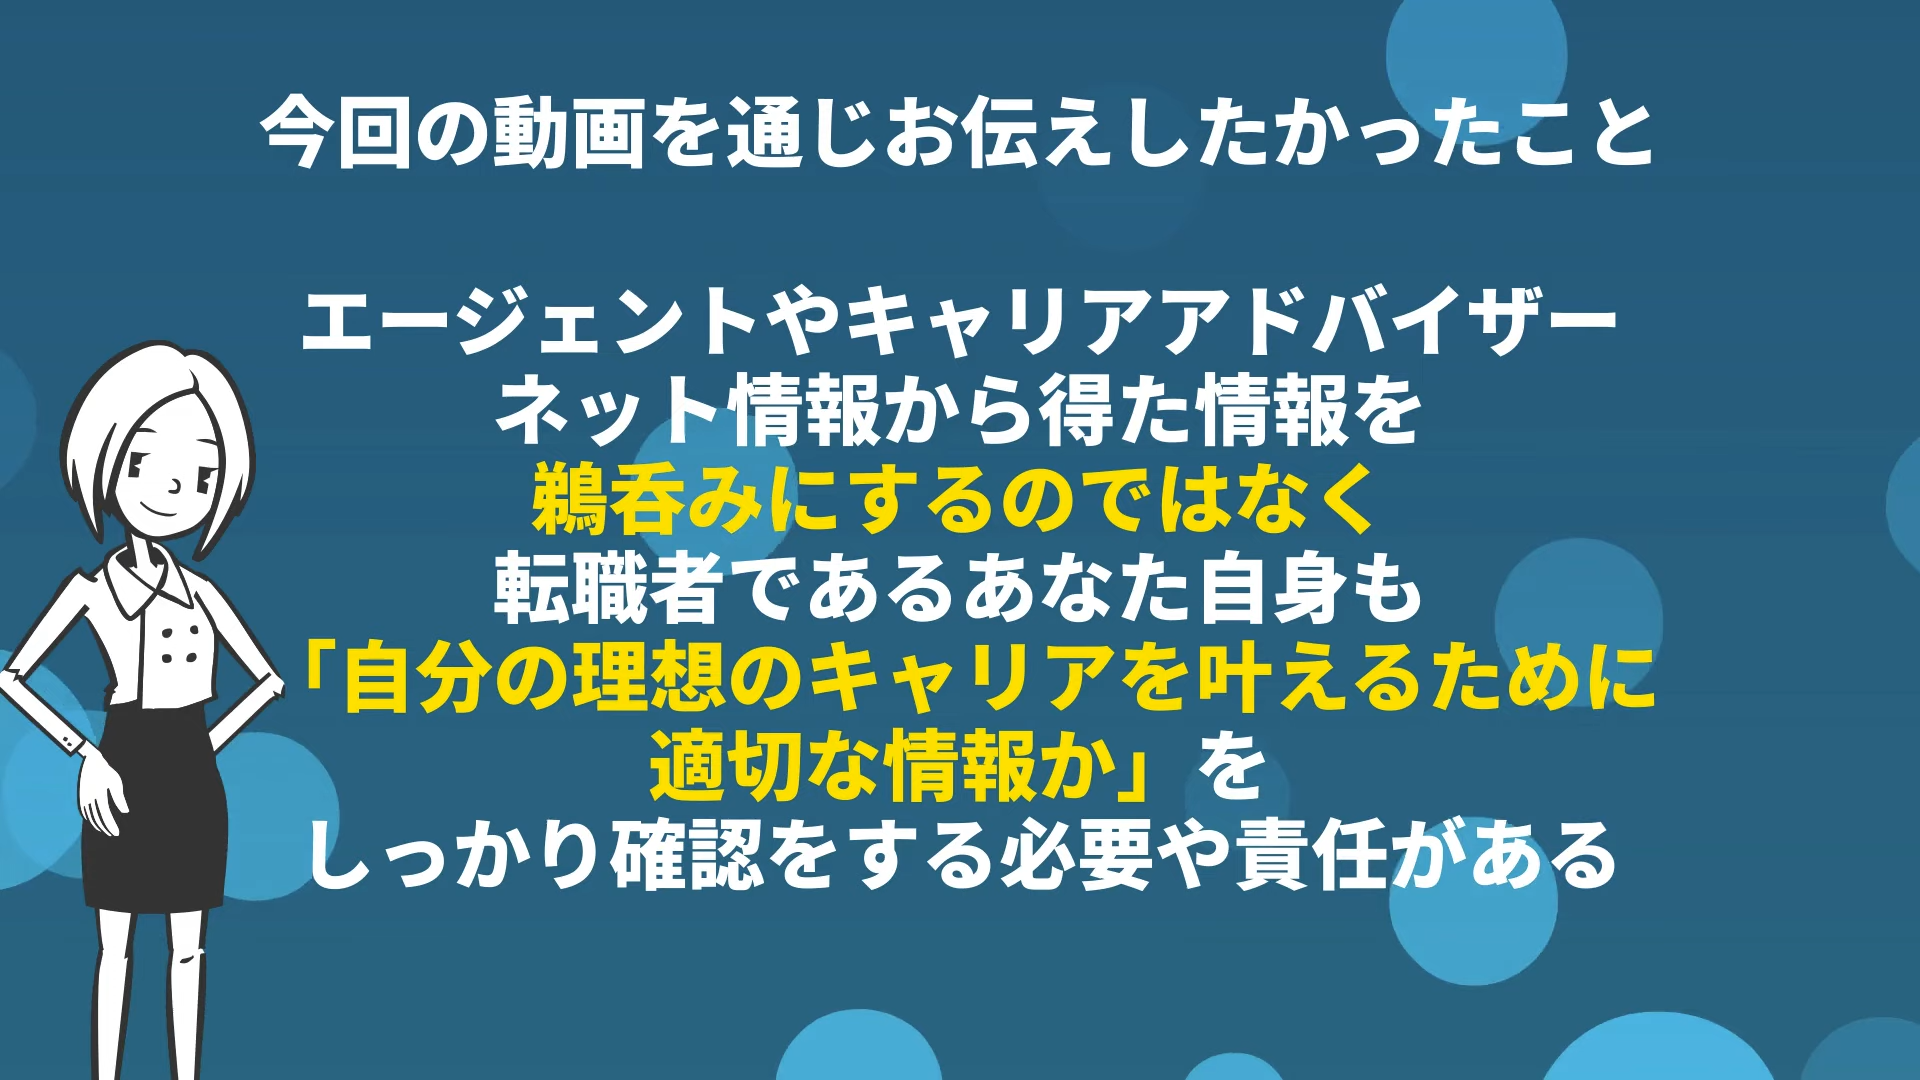 今回の動画を通じお伝えしたかったこと
エージェントやキャリアアドバイザー
ネット情報から得た情報を
鵜呑みにするのではなく
転職者であるあなた自身も
「自分の理想のキャリアを叶えるために
適切な情報か」を
しっかり確認をする必要や責任がある